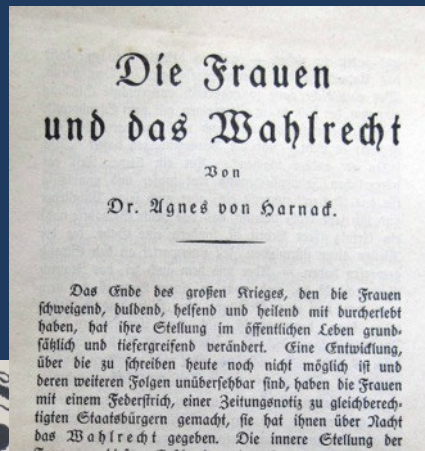 Die Frauen
und das Wahlrecht
Von
Dr. Agnes von Harnack.
Das Ende des großen Krieges, den die Frauen
schweigend, duldend, helfend und heilend mit durcherlebt
haben, hat ihre Stellung im öffentlichen Leben grund-
sätzlich und tiefergreifend verändert. Eine Entwicklung,
über die zu schreiben heute noch nicht möglich ist und
deren weiteren Folgen unübersehbar sind, haben die Frauen
mit einem Federstrich, einer Zeitungsnotiz zu gleichberech-
tigten Staatsbürgern gemacht, sie hat ihnen über Nacht
das Wahlrecht gegeben. Die innere Stellung der